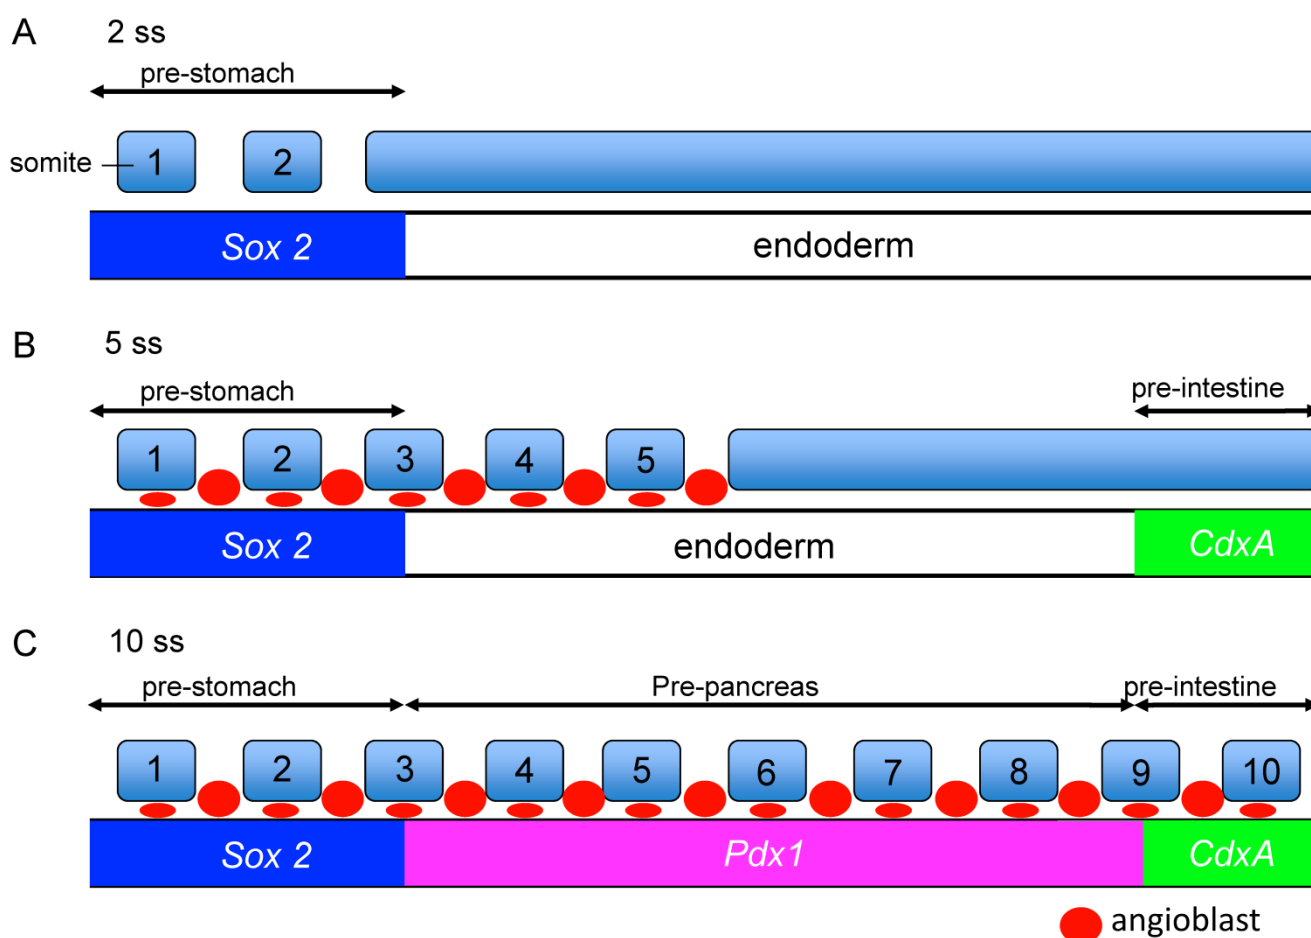 A 2 ss
pre-stomach
somite 1 2
Sox 2 endoderm
B 5 ss
pre-stomach pre-intestine
1 2 3 4 5
Sox 2 endoderm CdxA
C 10 ss
pre-stomach Pre-pancreas pre-intestine
1 2 3 4 5 6 7 8 9 10
Sox 2 Pdx1 CdxA
angioblast